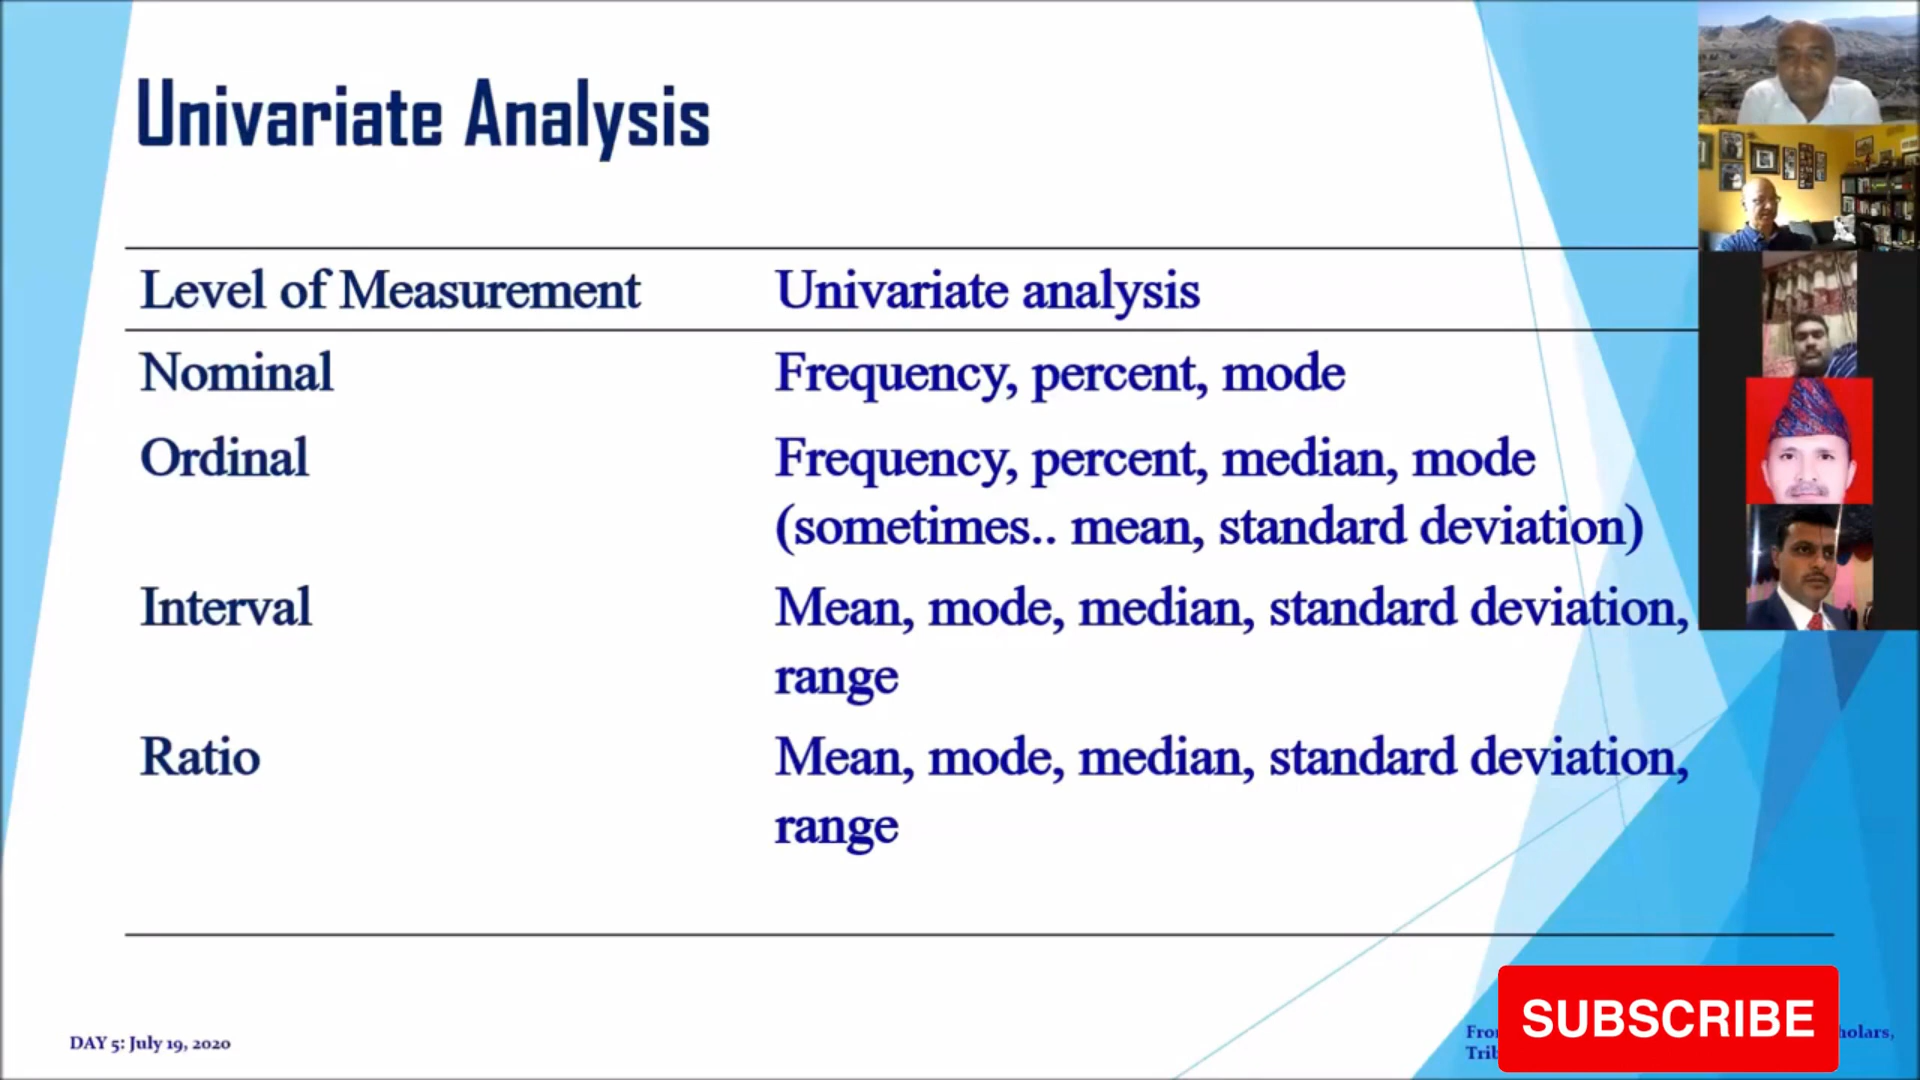 Univariate Analysis
Level of Measurement Univariate analysis
Nominal Frequency, percent, mode
Ordinal Frequency, percent, median, mode
(sometimes.. mean, standard deviation)
Interval Mean, mode, median, standard deviation,
range
Ratio Mean, mode, median, standard deviation,
range
DAY 5: July 19, 2020
SUBSCRIBE